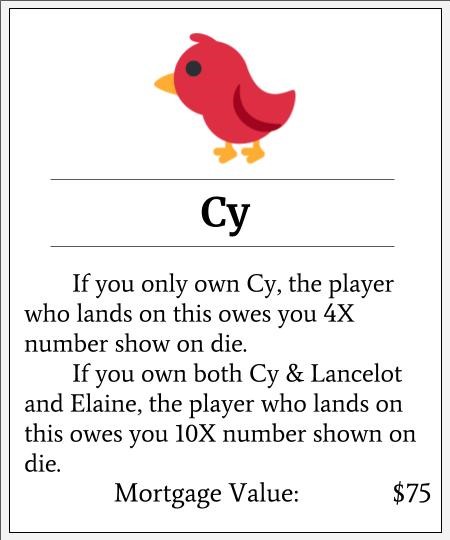 Cy
If you only own Cy, the player
who lands on this owes you 4X
number show on die.
If you own both Cy & Lancelot
and Elaine, the player who lands on
this owes you 10X number shown on
die.
Mortgage Value: $75